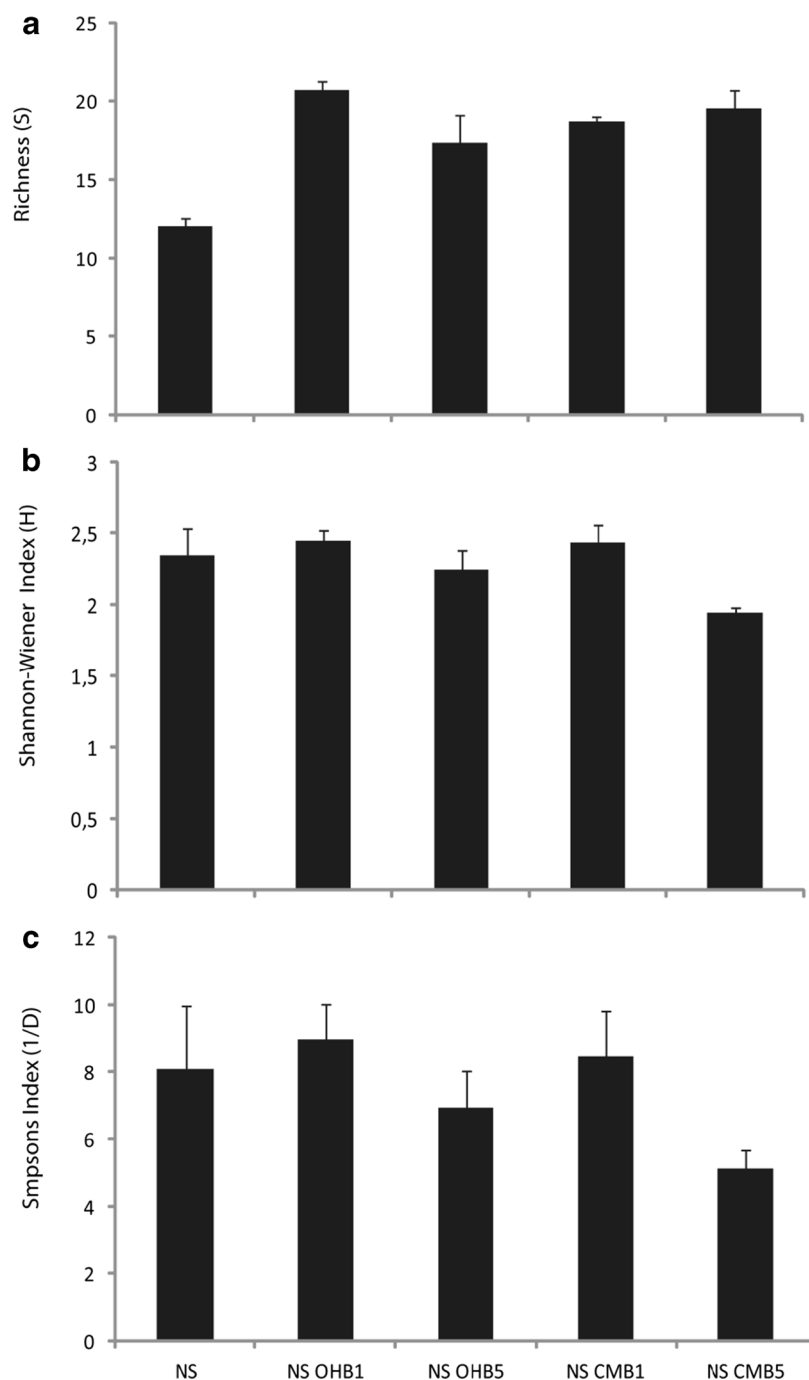 a
Richness (S)
25
20
15
10
5
0
b
Shannon-Wiener Index (H)
3
2,5
2
1,5
1
0,5
0
c
Smpsons Index (1/D)
12
10
8
6
4
2
0
NS NS OHB1 NS OHB5 NS CMB1 NS CMB5